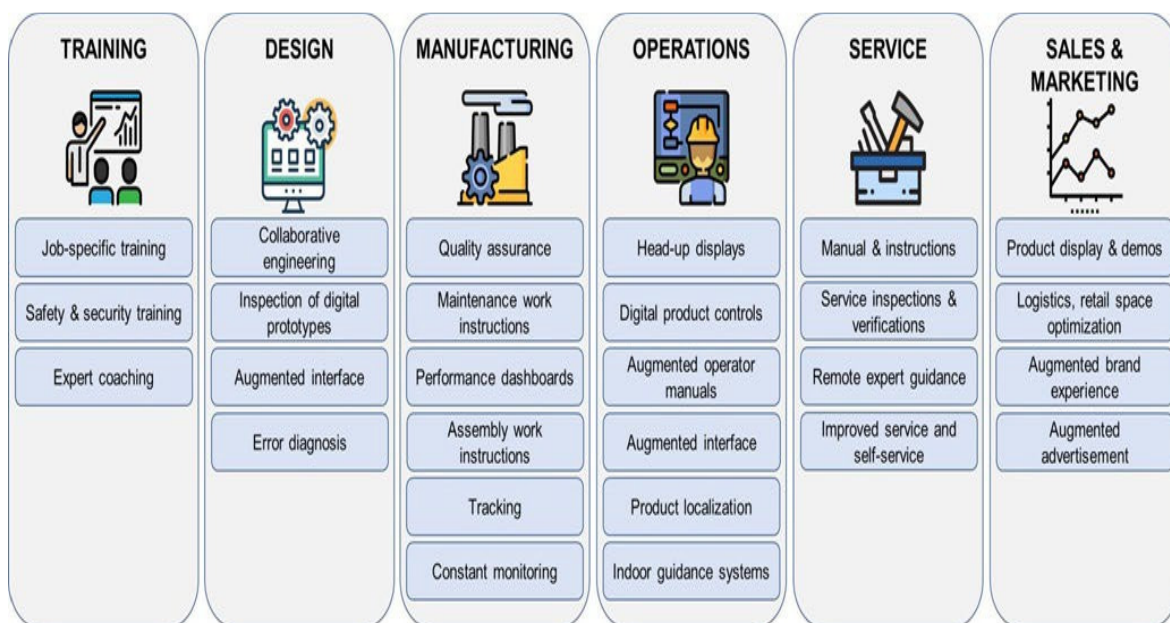 TRAINING
Job-specific training
Safety & security training
Expert coaching
DESIGN
Collaborative
engineering
Inspection of digital
prototypes
Augmented interface
Error diagnosis
MANUFACTURING
Quality assurance
Maintenance work
instructions
Performance dashboards
Assembly work
instructions
Tracking
Constant monitoring
OPERATIONS
Head-up displays
Digital product controls
Augmented operator
manuals
Augmented interface
Product localization
Indoor guidance systems
SERVICE
Manual & instructions
Service inspections &
verifications
Remote expert guidance
Improved service and
self-service
SALES &
MARKETING
Product display & demos
Logistics, retail space
optimization
Augmented brand
experience
Augmented
advertisement